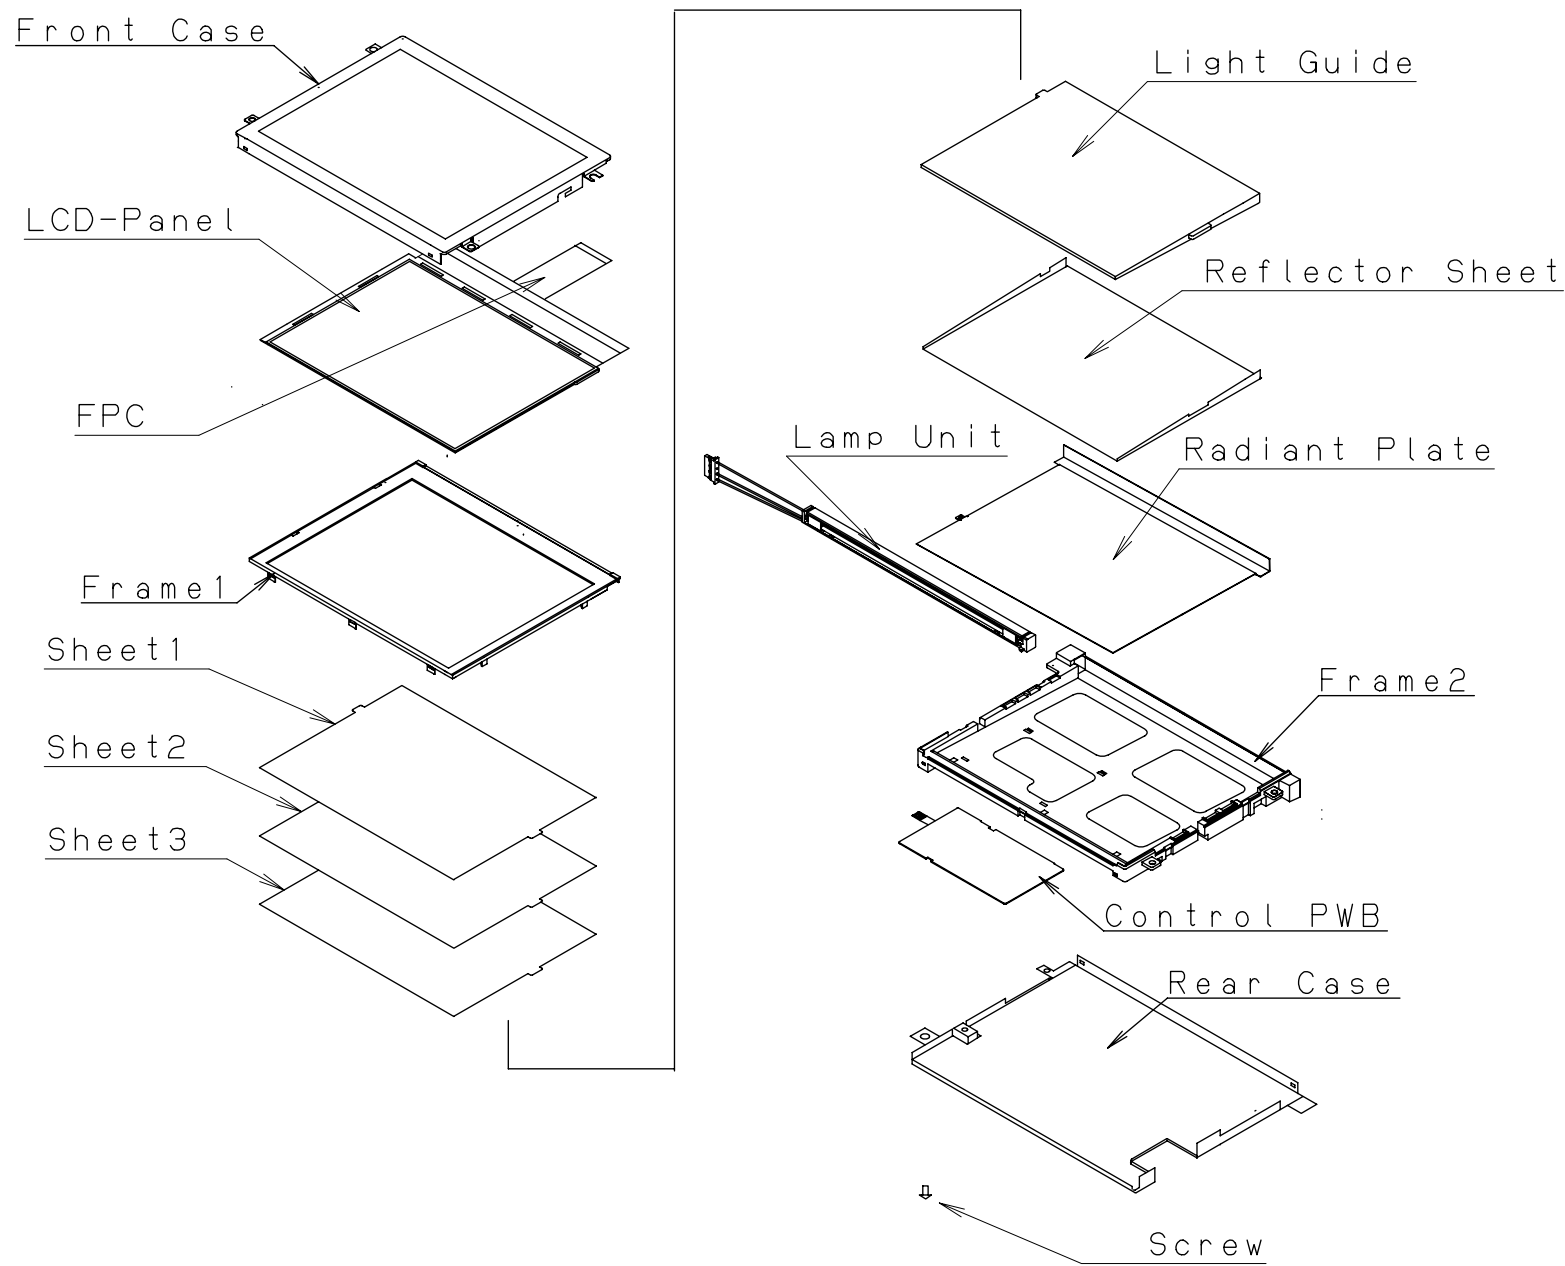 Front Case
LCD-Panel
FPC
Frame1
Sheet1
Sheet2
Sheet3
Light Guide
Reflector Sheet
Lamp Unit
Radiant Plate
Frame2
Control PWB
Rear Case
Screw